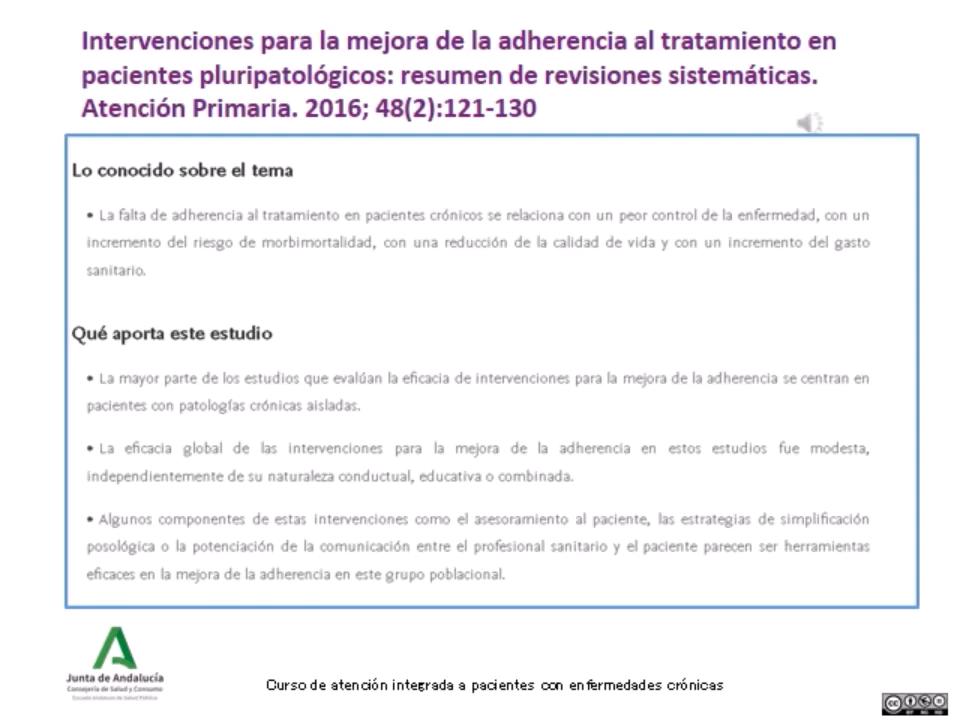 Intervenciones para la mejora de la adherencia al tratamiento en
pacientes pluripatológicos: resumen de revisiones sistemáticas.
Atención Primaria. 2016; 48(2):121-130
Lo conocido sobre el tema
• La falta de adherencia al tratamiento en pacientes crónicos se relaciona con un peor control de la enfermedad, con un
incremento del riesgo de morbimortalidad, con una reducción de la calidad de vida y con un incremento del gasto
sanitario.
Qué aporta este estudio
• La mayor parte de los estudios que evalúan la eficacia de intervenciones para la mejora de la adherencia se centran en
pacientes con patologías crónicas aisladas.
• La eficacia global de las intervenciones para la mejora de la adherencia en estos estudios fue modesta,
independientemente de su naturaleza conductual, educativa o combinada.
• Algunos componentes de estas intervenciones como el asesoramiento al paciente, las estrategias de simplificación
posológica o la potenciación de la comunicación entre el profesional sanitario y el paciente parecen ser herramientas
eficaces en la mejora de la adherencia en este grupo poblacional.
Junta de Andalucía
Consejería de Salud y Consumo
Escuela Andaluza de Salud Pública
Curso de atención integrada a pacientes con enfermedades crónicas
cc